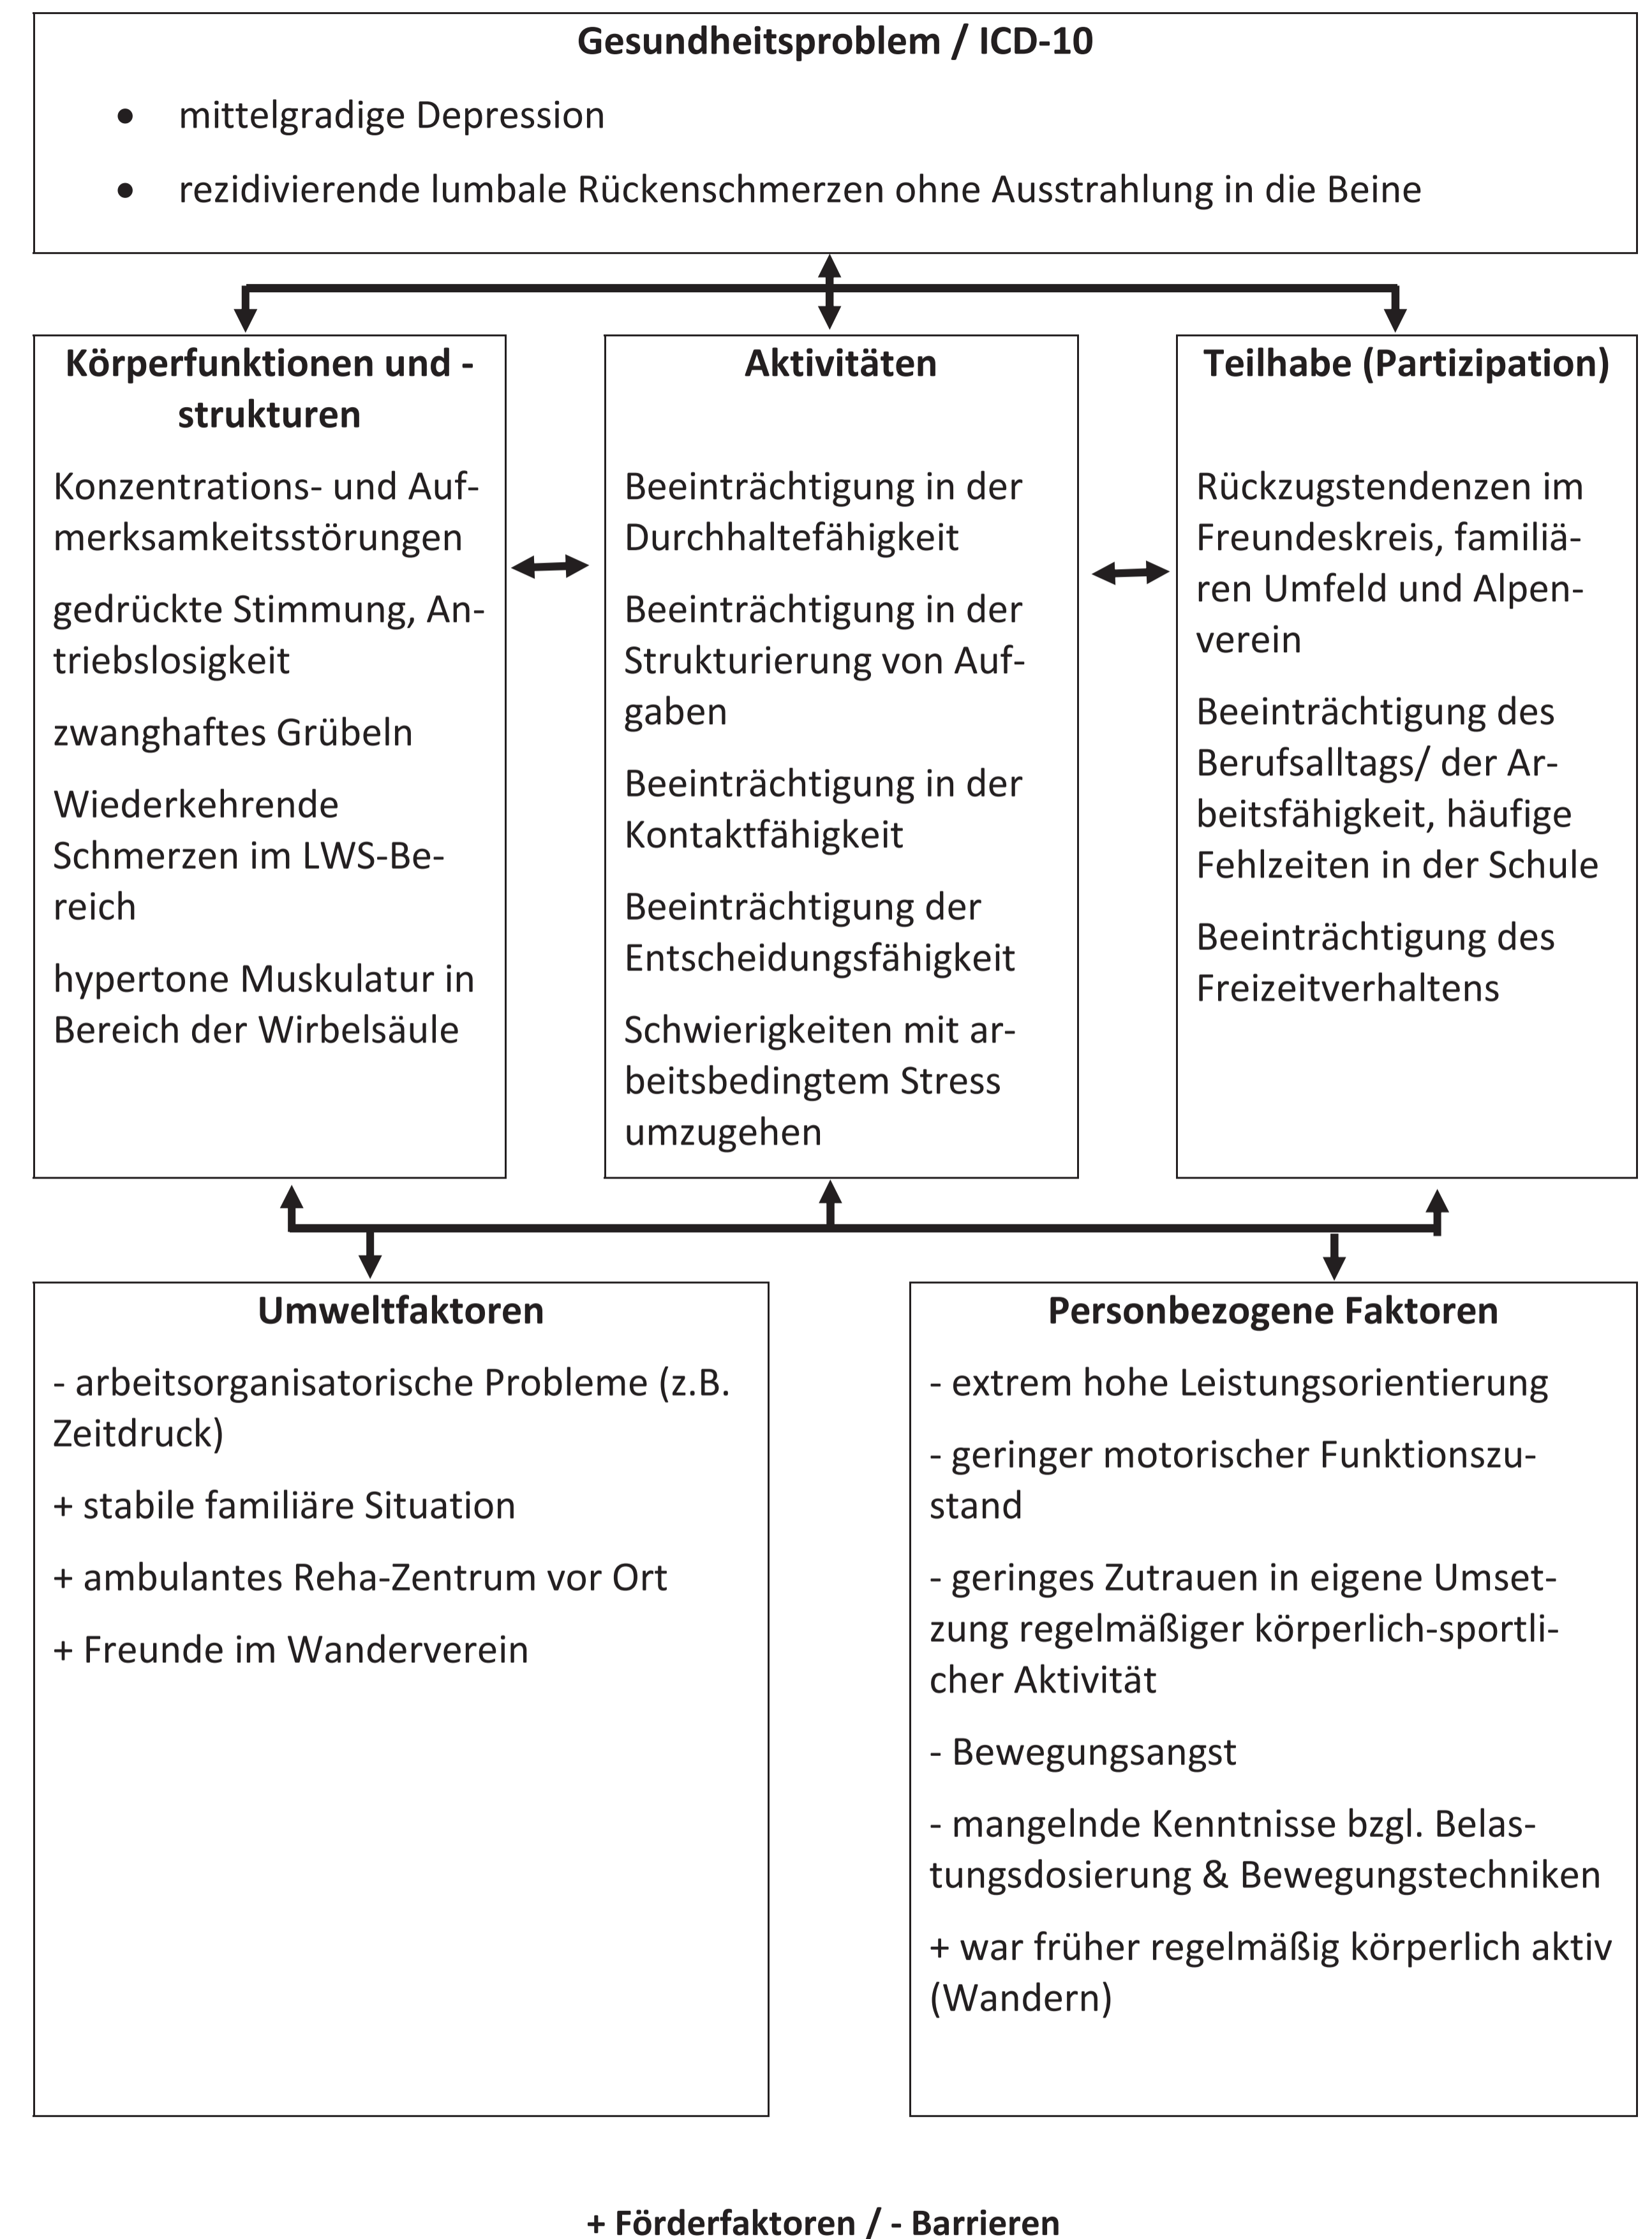 Gesundheitsproblem / ICD-10
• mittelgradige Depression
• rezidivierende lumbale Rückenschmerzen ohne Ausstrahlung in die Beine
Körperfunktionen und -
strukturen
Konzentrations- und Auf-
merksamkeitsstörungen
gedrückte Stimmung, An-
triebslosigkeit
zwanghaftes Grübeln
Wiederkehrende
Schmerzen im LWS-Be-
reich
hypertone Muskulatur in
Bereich der Wirbelsäule
Aktivitäten
Beeinträchtigung in der
Durchhaltefähigkeit
Beeinträchtigung in der
Strukturierung von Auf-
gaben
Beeinträchtigung in der
Kontaktfähigkeit
Beeinträchtigung der
Entscheidungsfähigkeit
Schwierigkeiten mit ar-
beitsbedingtem Stress
umzugehen
Teilhabe (Partizipation)
Rückzugstendenzen im
Freundeskreis, familiä-
ren Umfeld und Alpen-
verein
Beeinträchtigung des
Berufsalltags/ der Ar-
beitsfähigkeit, häufige
Fehlzeiten in der Schule
Beeinträchtigung des
Freizeitverhaltens
Umweltfaktoren
- arbeitsorganisatorische Probleme (z.B.
Zeitdruck)
+ stabile familiäre Situation
+ ambulantes Reha-Zentrum vor Ort
+ Freunde im Wanderverein
Personbezogene Faktoren
- extrem hohe Leistungsorientierung
- geringer motorischer Funktionszu-
stand
- geringes Zutrauen in eigene Umset-
zung regelmäßiger körperlich-sportli-
cher Aktivität
- Bewegungsangst
- mangelnde Kenntnisse bzgl. Belas-
tungsdosierung & Bewegungstechniken
+ war früher regelmäßig körperlich aktiv
(Wandern)
+ Förderfaktoren / - Barrieren